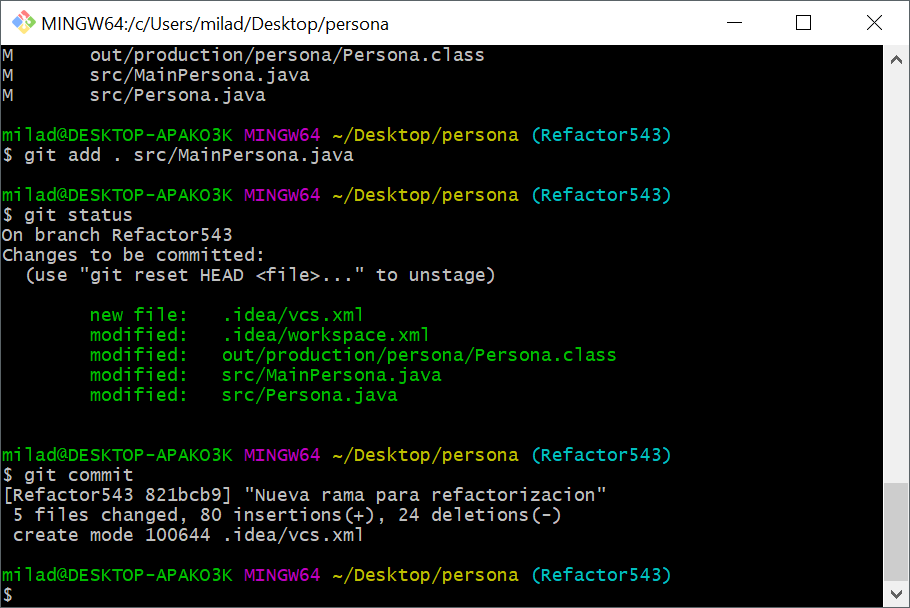 MINGW64:/c/Users/milad/Desktop/persona
M       out/production/persona/Persona.class
M       src/MainPersona.java
M       src/Persona.java
milad@DESKTOP-APAKO3K MINGW64 ~/Desktop/persona (Refactor543)
$ git add . src/MainPersona.java
milad@DESKTOP-APAKO3K MINGW64 ~/Desktop/persona (Refactor543)
$ git status
On branch Refactor543
Changes to be committed:
  (use "git reset HEAD <file>..." to unstage)
        new file:   .idea/vcs.xml
        modified:   .idea/workspace.xml
        modified:   out/production/persona/Persona.class
        modified:   src/MainPersona.java
        modified:   src/Persona.java
milad@DESKTOP-APAKO3K MINGW64 ~/Desktop/persona (Refactor543)
$ git commit
[Refactor543 821bcb9] "Nueva rama para refactorizacion"
 5 files changed, 80 insertions(+), 24 deletions(-)
 create mode 100644 .idea/vcs.xml
milad@DESKTOP-APAKO3K MINGW64 ~/Desktop/persona (Refactor543)
$